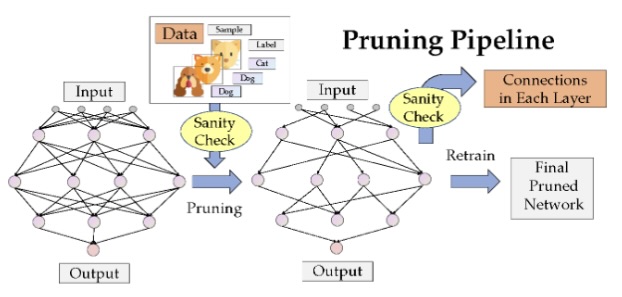 Pruning Pipeline
Data
Sample
Label
Cat
Dog
Dog
Input
Sanity
Check
Pruning
Output
Input
Sanity
Check
Connections
in Each Layer
Retrain
Final
Pruned
Network
Output